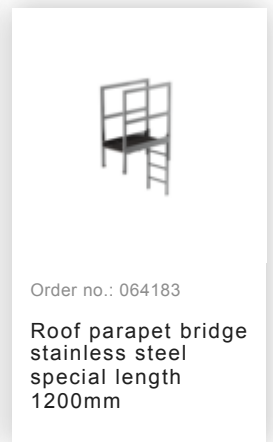 Order no.: 064183
Roof parapet bridge
stainless steel
special length
1200mm